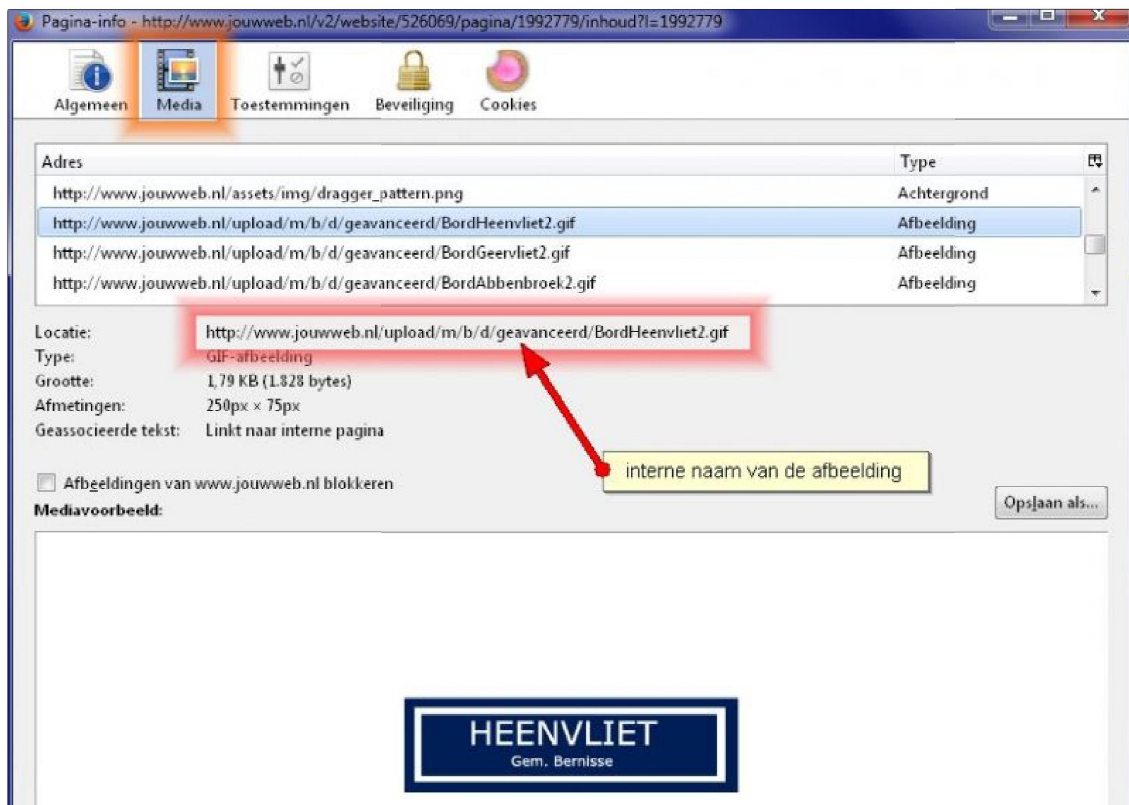 Pagina-info - http://www.jouwweb.nl/v2/website/526069/pagina/1992779/inhoud?l=1992779
Algemeen Media Toestemmingen Beveiliging Cookies
Adres Type
http://www.jouwweb.nl/assets/img/dragger_pattern.png Achtergrond
http://www.jouwweb.nl/upload/m/b/d/geavanceerd/BordHeenvliet2.gif Afbeelding
http://www.jouwweb.nl/upload/m/b/d/geavanceerd/BordGeervliet2.gif Afbeelding
http://www.jouwweb.nl/upload/m/b/d/geavanceerd/BordAbbenbroek2.gif Afbeelding
Locatie: http://www.jouwweb.nl/upload/m/b/d/geavanceerd/BordHeenvliet2.gif
Type: GIF-afbeelding
Grootte: 1,79 KB (1.828 bytes)
Afmetingen: 250px × 75px
Geassocieerde tekst: Linkt naar interne pagina
interne naam van de afbeelding
Afbeeldingen van www.jouwweb.nl blokkeren
Opslaan als...
Mediavoorbeeld:
HEENVLIET
Gem. Bernisse